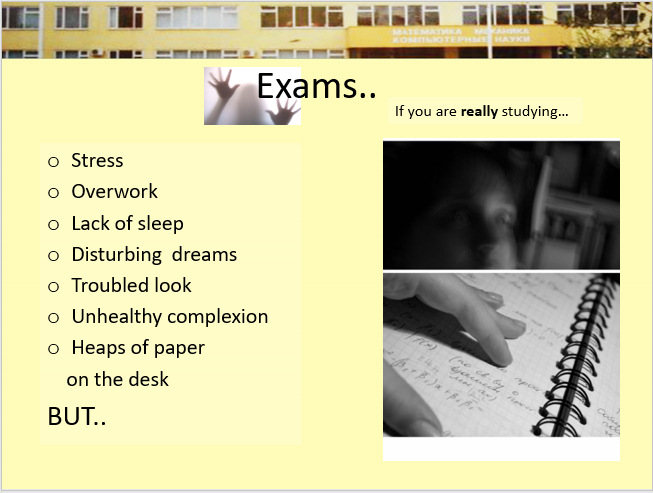 МАТЕМАТИКА МЕХАНИКА
КОМПЬЮТЕРНЫЕ НАУКИ
Exams..
If you are really studying…
o Stress
o Overwork
o Lack of sleep
o Disturbing dreams
o Troubled look
o Unhealthy complexion
o Heaps of paper
on the desk
BUT..